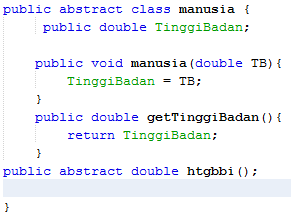 public abstract class manusia {
public double TinggiBadan;
public void manusia(double TB){
TinggiBadan = TB;
}
public double getTinggiBadan(){
return TinggiBadan;
}
public abstract double htgbbi();
}